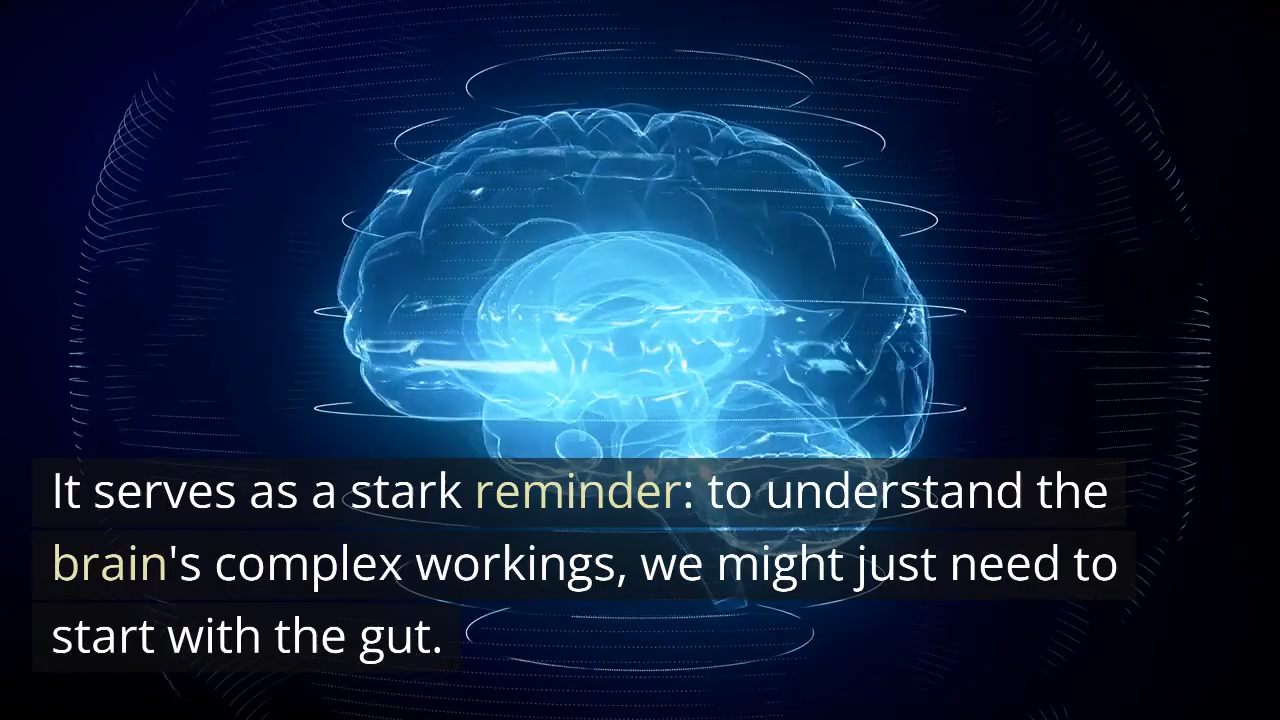 It serves as a stark reminder: to understand the
brain's complex workings, we might just need to
start with the gut.